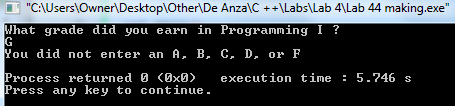 "C:\Users\Owner\Desktop\Other\De Anza\C ++\Labs\Lab 4\Lab 44 making.exe"
What grade did you earn in Programming I ?
G
You did not enter an A, B, C, D, or F
Process returned 0 (0x0)   execution time : 5.746 s
Press any key to continue.